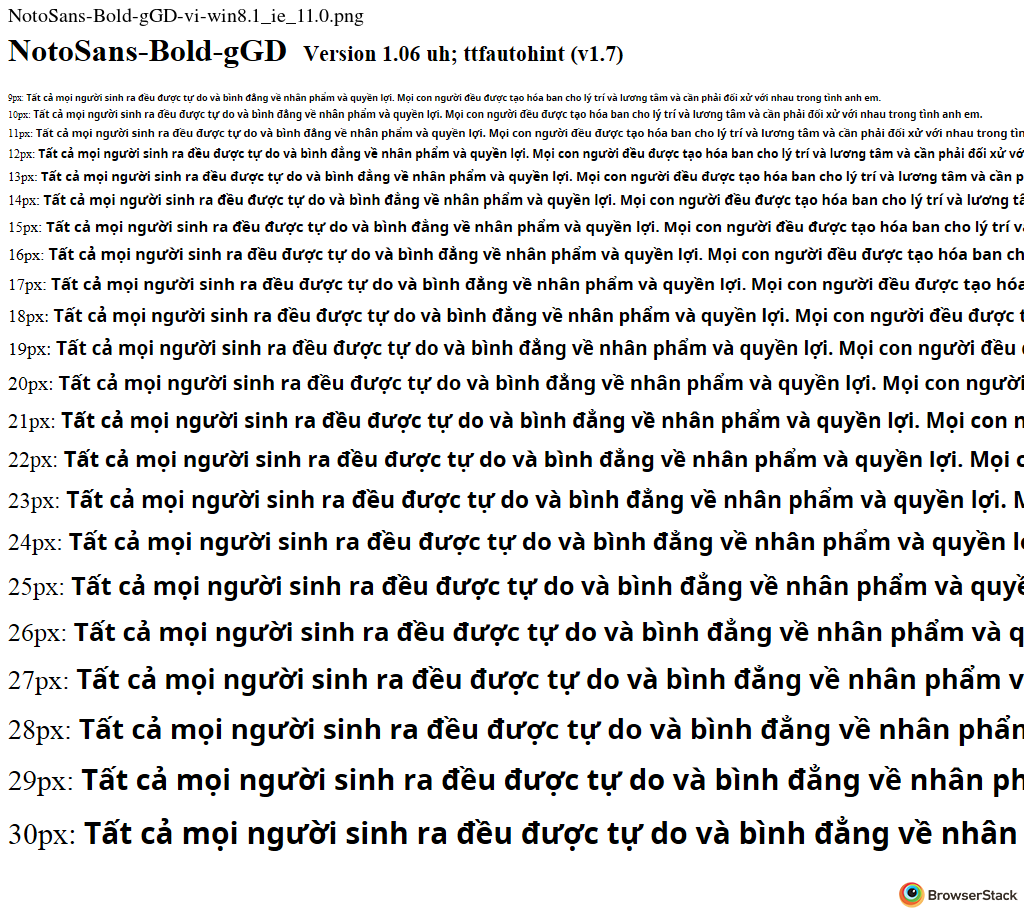 NotoSans-Bold-gGD-vi-win8.1_ie_11.0.png
NotoSans-Bold-gGD Version 1.06 uh; ttfautohint (v1.7)
9px: Tất cả mọi người sinh ra đều được tự do và bình đẳng về nhân phẩm và quyền lợi. Mọi con người đều được tạo hóa ban cho lý trí và lương tâm và cần phải đối xử với nhau trong tình anh em.
10px: Tất cả mọi người sinh ra đều được tự do và bình đẳng về nhân phẩm và quyền lợi. Mọi con người đều được tạo hóa ban cho lý trí và lương tâm và cần phải đối xử với nhau trong tình anh em.
11px: Tất cả mọi người sinh ra đều được tự do và bình đẳng về nhân phẩm và quyền lợi. Mọi con người đều được tạo hóa ban cho lý trí và lương tâm và cần phải đối xử với nhau trong
12px: Tất cả mọi người sinh ra đều được tự do và bình đẳng về nhân phẩm và quyền lợi. Mọi con người đều được tạo hóa ban cho lý trí và lương tâm và cần phải đối xử
13px: Tất cả mọi người sinh ra đều được tự do và bình đẳng về nhân phẩm và quyền lợi. Mọi con người đều được tạo hóa ban cho lý trí và lương tâm và cần
14px: Tất cả mọi người sinh ra đều được tự do và bình đẳng về nhân phẩm và quyền lợi. Mọi con người đều được tạo hóa ban cho lý trí và lương
15px: Tất cả mọi người sinh ra đều được tự do và bình đẳng về nhân phẩm và quyền lợi. Mọi con người đều được tạo hóa ban cho lý trí
16px: Tất cả mọi người sinh ra đều được tự do và bình đẳng về nhân phẩm và quyền lợi. Mọi con người đều được tạo hóa ban
17px: Tất cả mọi người sinh ra đều được tự do và bình đẳng về nhân phẩm và quyền lợi. Mọi con người đều được tạo hóa
18px: Tất cả mọi người sinh ra đều được tự do và bình đẳng về nhân phẩm và quyền lợi. Mọi con người đều được
19px: Tất cả mọi người sinh ra đều được tự do và bình đẳng về nhân phẩm và quyền lợi. Mọi con người đều
20px: Tất cả mọi người sinh ra đều được tự do và bình đẳng về nhân phẩm và quyền lợi. Mọi con người
21px: Tất cả mọi người sinh ra đều được tự do và bình đẳng về nhân phẩm và quyền lợi. Mọi con
22px: Tất cả mọi người sinh ra đều được tự do và bình đẳng về nhân phẩm và quyền lợi. Mọi
23px: Tất cả mọi người sinh ra đều được tự do và bình đẳng về nhân phẩm và quyền lợi.
24px: Tất cả mọi người sinh ra đều được tự do và bình đẳng về nhân phẩm và quyền
25px: Tất cả mọi người sinh ra đều được tự do và bình đẳng về nhân phẩm và
26px: Tất cả mọi người sinh ra đều được tự do và bình đẳng về nhân phẩm và
27px: Tất cả mọi người sinh ra đều được tự do và bình đẳng về nhân phẩm
28px: Tất cả mọi người sinh ra đều được tự do và bình đẳng về nhân
29px: Tất cả mọi người sinh ra đều được tự do và bình đẳng về nhân
30px: Tất cả mọi người sinh ra đều được tự do và bình đẳng về nhân
BrowserStack